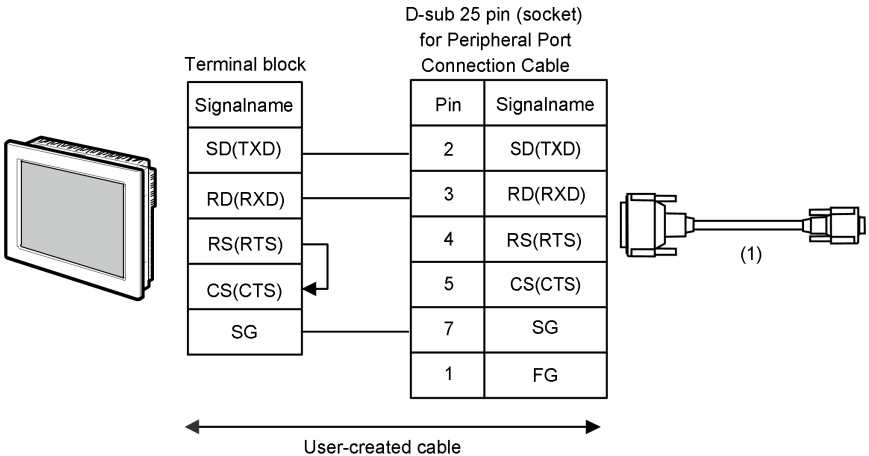 D-sub 25 pin (socket)
for Peripheral Port
Connection Cable
Terminal block
Signalname
SD(TXD)
RD(RXD)
RS(RTS)
CS(CTS)
SG
Pin Signalname
2 SD(TXD)
3 RD(RXD)
4 RS(RTS)
5 CS(CTS)
7 SG
1 FG
(1)
User-created cable